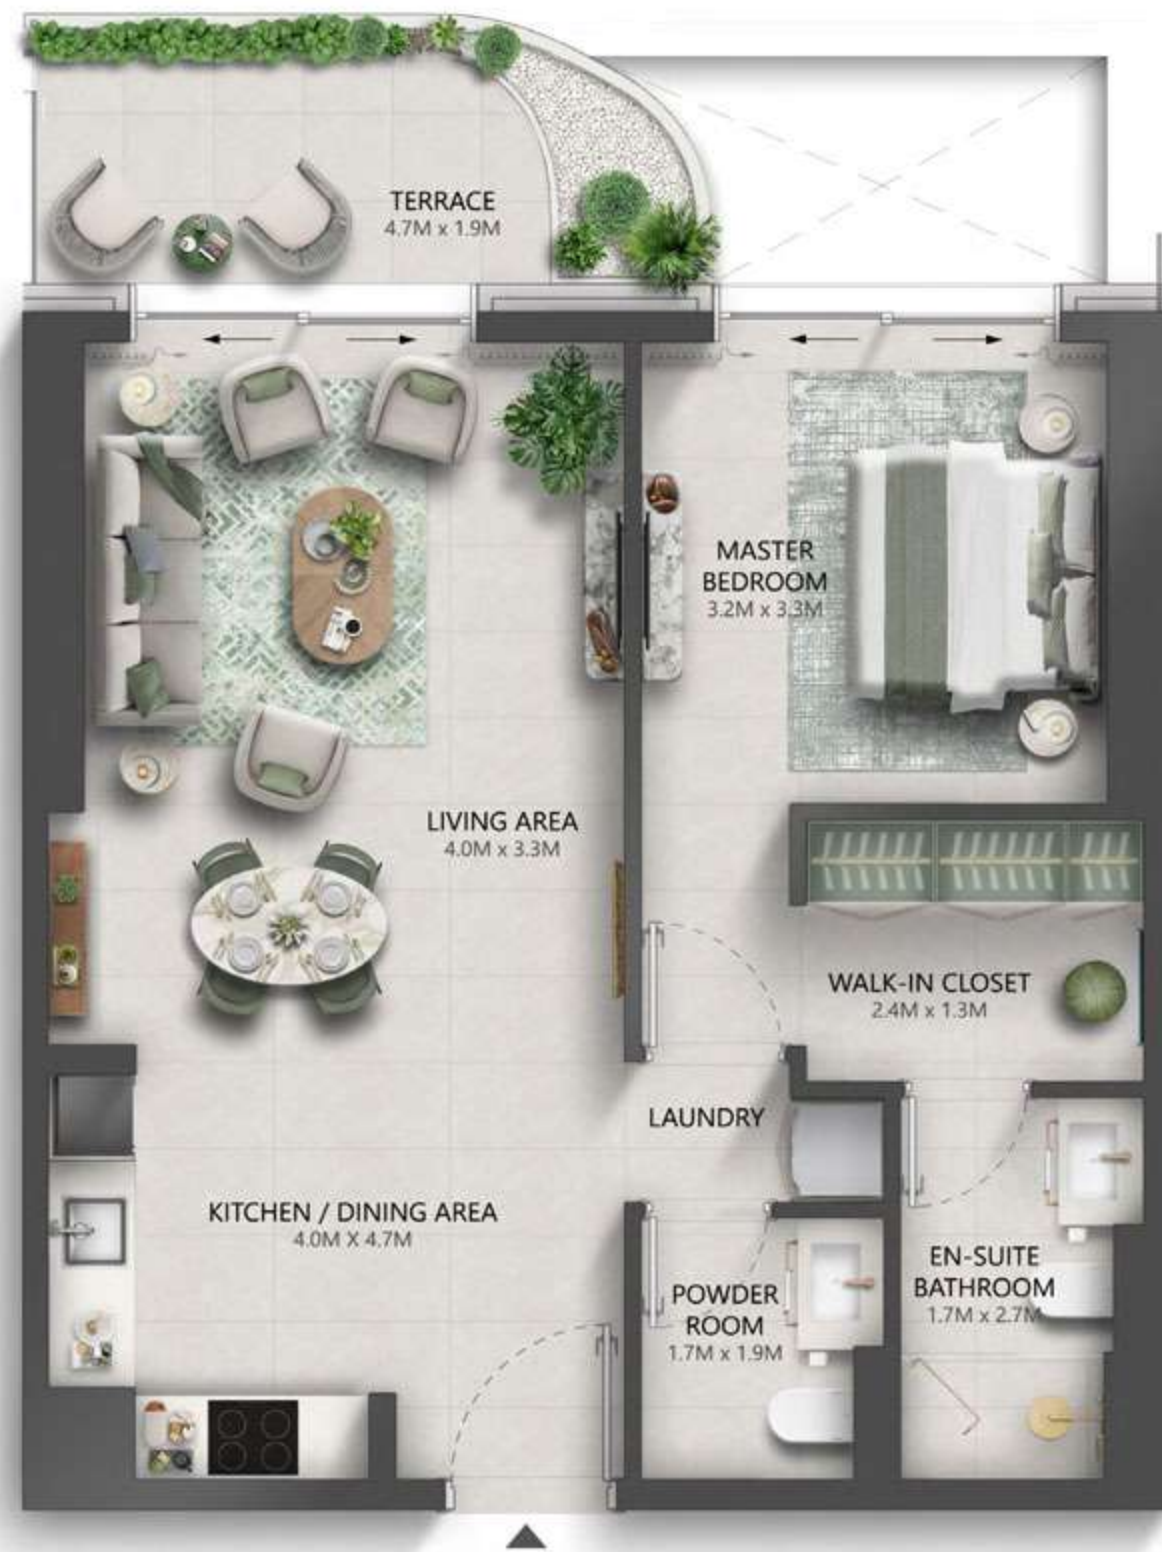 TERRACE
4.7M x 1.9M
MASTER
BEDROOM
3.2M x 3.3M
LIVING AREA
4.0M x 3.3M
WALK-IN CLOSET
2.4M x 1.3M
LAUNDRY
KITCHEN / DINING AREA
4.0M X 4.7M
EN-SUITE
BATHROOM
1.7M x 2.7M
POWDER
ROOM
1.7M x 1.9M